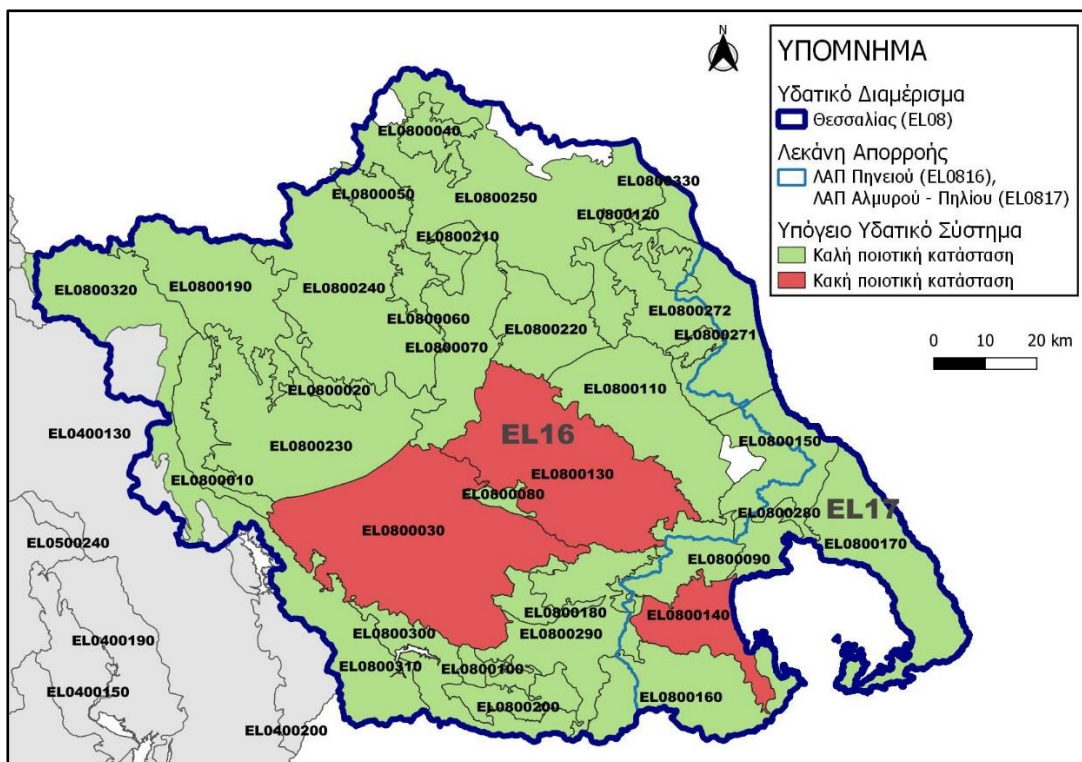 N
ΥΠΟΜΝΗΜΑ
Υδατικό Διαμέρισμα
Θεσσαλίας (EL08)
Λεκάνη Απορροής
ΛΑΠ Πηνειού (EL0816),
ΛΑΠ Αλμυρού - Πηλίου (EL0817)
Υπόγειο Υδατικό Σύστημα
Καλή ποιοτική κατάσταση
Κακή ποιοτική κατάσταση
0 10 20 km
EL0800040
EL0800330
EL0800050
EL0800250
EL0800120
EL0800210
EL0800320
EL0800190
EL0800240
EL0800272
EL0800060
EL0800220
EL0800271
EL0800070
EL0800020
EL0800110
EL0400130
EL16
EL0800230
EL0800150
EL0800010
EL0800130
EL0800080
EL0800280
EL17
EL0800030
EL0800170
EL0500240
EL0800090
EL0800180
EL0800140
EL0400190
EL0800300
EL0800290
EL0800310
EL0800100
EL0400150
EL0800160
EL0800200
EL0400200